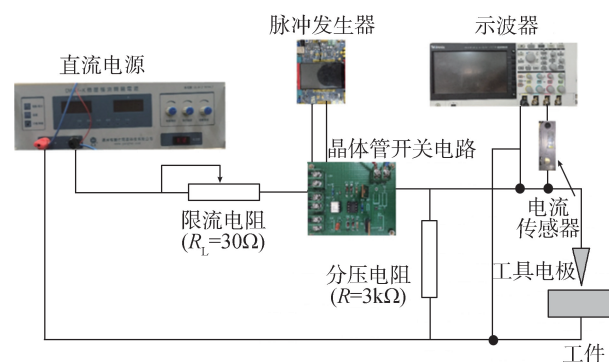 脉冲发生器
示波器
直流电源
晶体管开关电路
限流电阻
(R_L=30Ω)
电流
传感器
分压电阻
(R=3kΩ)
工具电极
工件